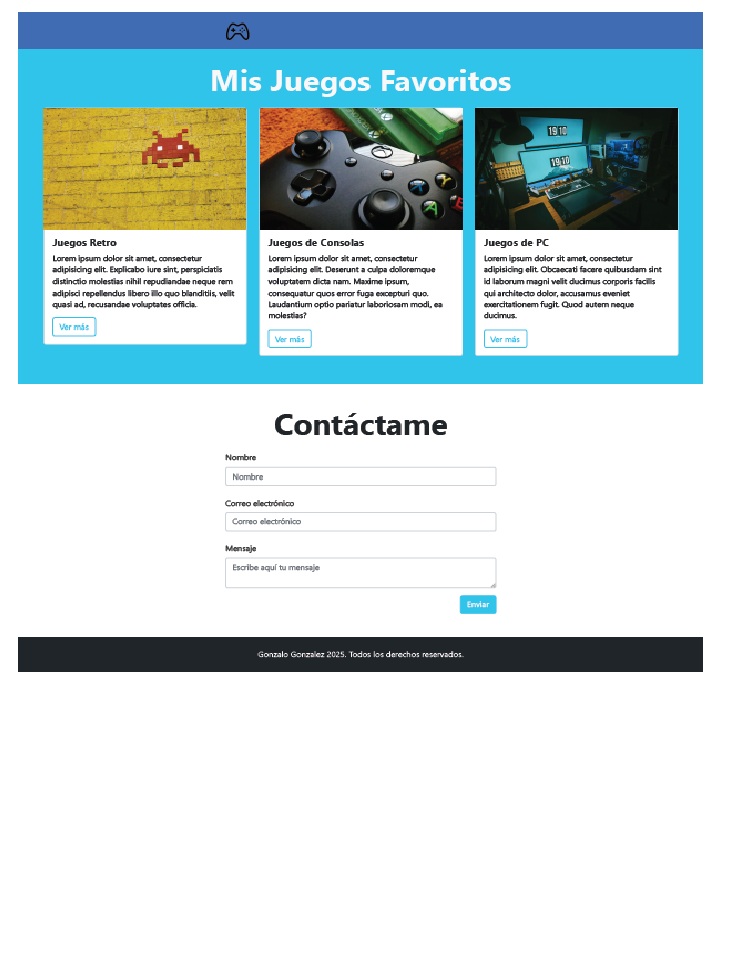 Mis Juegos Favoritos
19:10
19:10
X
Y
B
A
Juegos Retro
Lorem ipsum dolor sit amet, consectetur
adipisicing elit. Explicabo iure sint, perspiciatis
distinctio molestias nihil repudiandae neque rem
adipisci repellendus libero illo quo blanditiis, velit
quasi ad, recusandae voluptates officia.
Ver más
Juegos de Consolas
Lorem ipsum dolor sit amet, consectetur
adipisicing elit. Deserunt a culpa doloremque
voluptatem dicta nam. Maxime ipsum,
consequatur quos error fuga excepturi quo.
Laudantium optio pariatur laboriosam modi, ea
molestias?
Ver más
Juegos de PC
Lorem ipsum dolor sit amet, consectetur
adipisicing elit. Obcaecati facere quibusdam sint
id laborum magni velit ducimus corporis facilis
qui architecto dolor, accusamus eveniet
exercitationem fugit. Quod autem neque
ducimus.
Ver más
Contáctame
Nombre
Nombre
Correo electrónico
Correo electrónico
Mensaje
Escribe aquí tu mensaje
Enviar
Gonzalo Gonzalez 2025. Todos los derechos reservados.